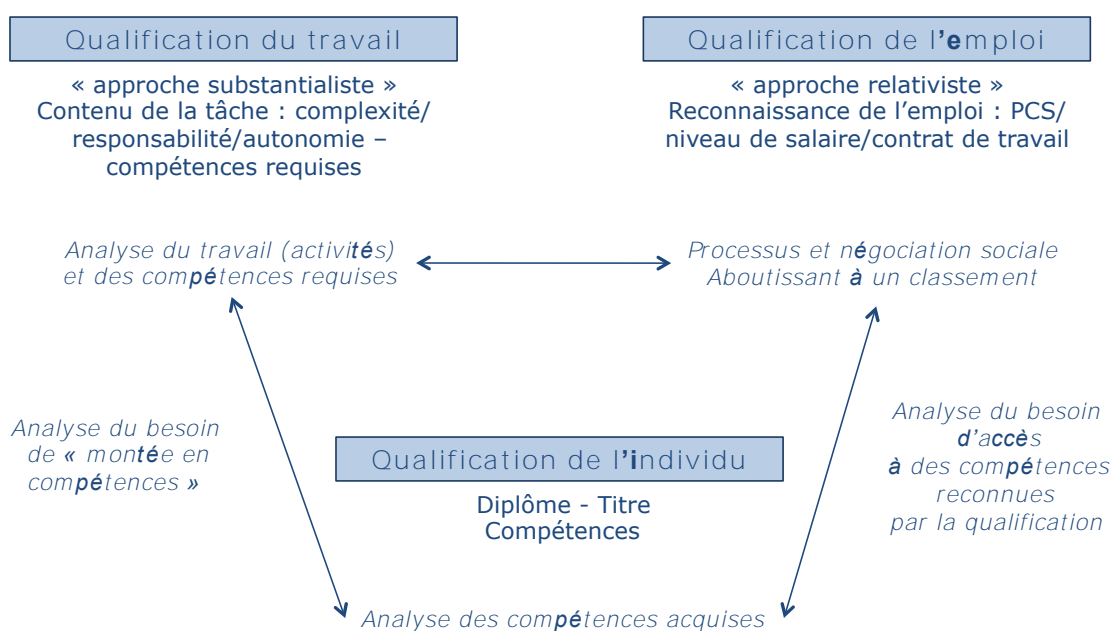 Qualification du travail
« approche substantialiste »
Contenu de la tâche : complexité/
responsabilité/autonomie –
compétences requises
Qualification de l'emploi
« approche relativiste »
Reconnaissance de l'emploi : PCS/
niveau de salaire/contrat de travail
Analyse du travail (activités)
et des compétences requises
Processus et négociation sociale
Aboutissant à un classement
Analyse du besoin
de « montée en
compétences »
Qualification de l'individu
Diplôme - Titre
Compétences
Analyse du besoin
d'accès
à des compétences
reconnues
par la qualification
Analyse des compétences acquises